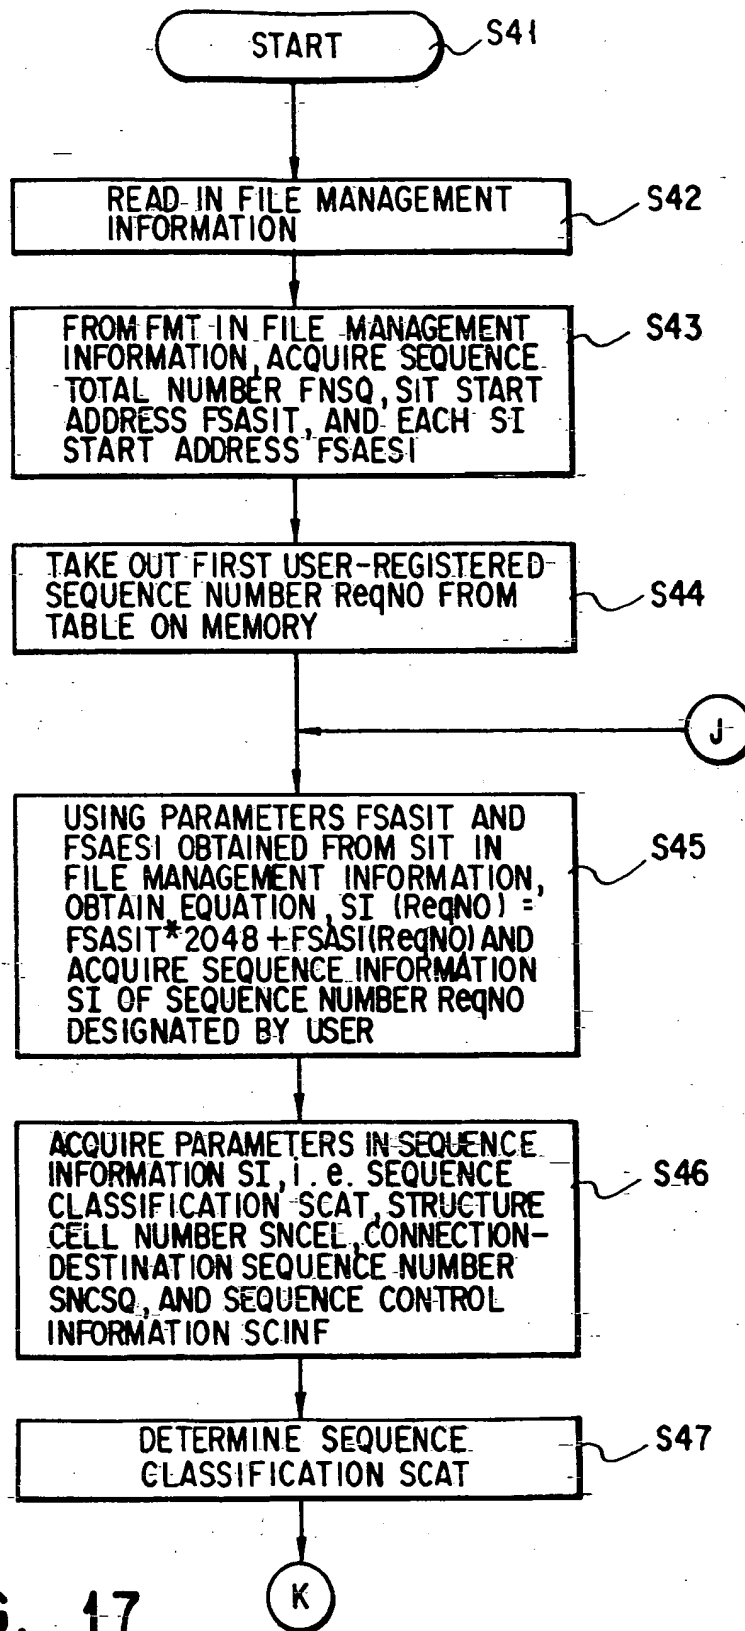 START
S41
READ IN FILE MANAGEMENT
INFORMATION
S42
FROM FMT IN FILE MANAGEMENT
INFORMATION, ACQUIRE SEQUENCE
TOTAL NUMBER FNSQ, SIT START
ADDRESS FSASIT, AND EACH SI
START ADDRESS FSAESI
S43
TAKE OUT FIRST USER-REGISTERED
SEQUENCE NUMBER ReqNO FROM
TABLE ON MEMORY
S44
J
USING PARAMETERS FSASIT AND
FSAESI OBTAINED FROM SIT IN
FILE MANAGEMENT INFORMATION,
OBTAIN EQUATION, SI (ReqNO) =
FSASIT*2048+FSASI(ReqNO) AND
ACQUIRE SEQUENCE INFORMATION
SI OF SEQUENCE NUMBER ReqNO
DESIGNATED BY USER
S45
ACQUIRE PARAMETERS IN SEQUENCE
INFORMATION SI, i.e. SEQUENCE
CLASSIFICATION SCAT, STRUCTURE
CELL NUMBER SNCEL, CONNECTION-
DESTINATION SEQUENCE NUMBER
SNCSQ, AND SEQUENCE CONTROL
INFORMATION SCINF
S46
DETERMINE SEQUENCE
CLASSIFICATION SCAT
S47
K
G. 17